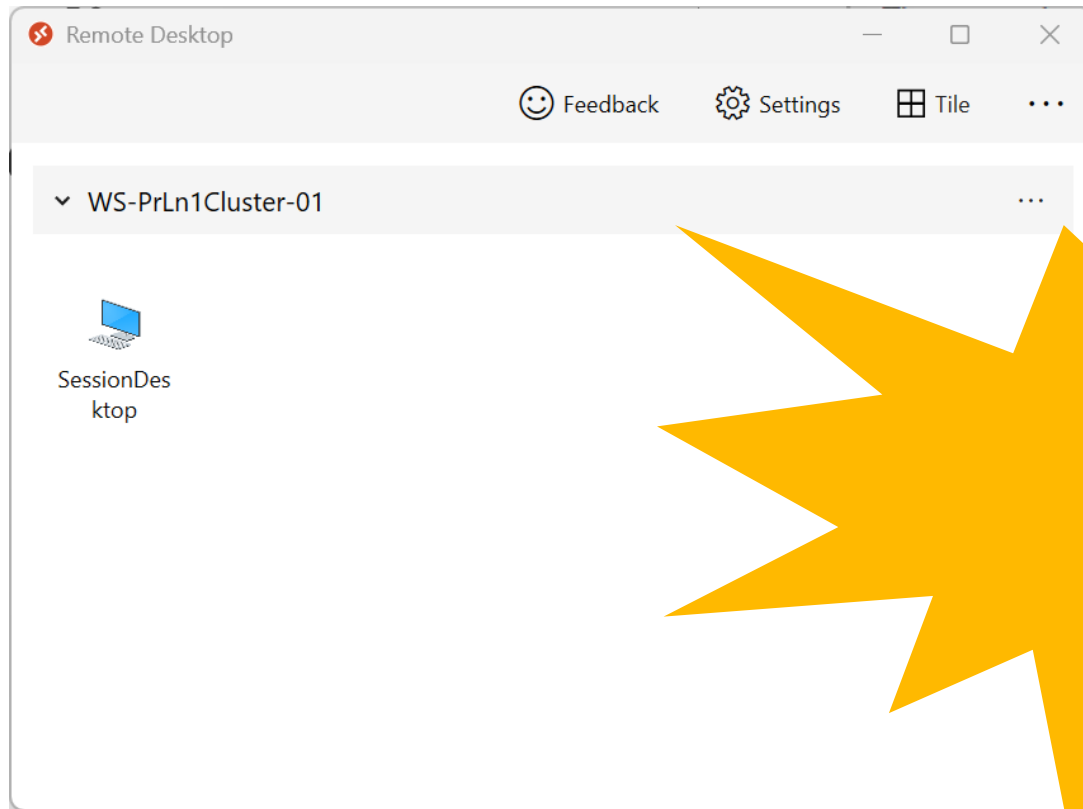 Remote Desktop
Feedback Settings Tile
WS-PrLn1Cluster-01
SessionDes
ktop